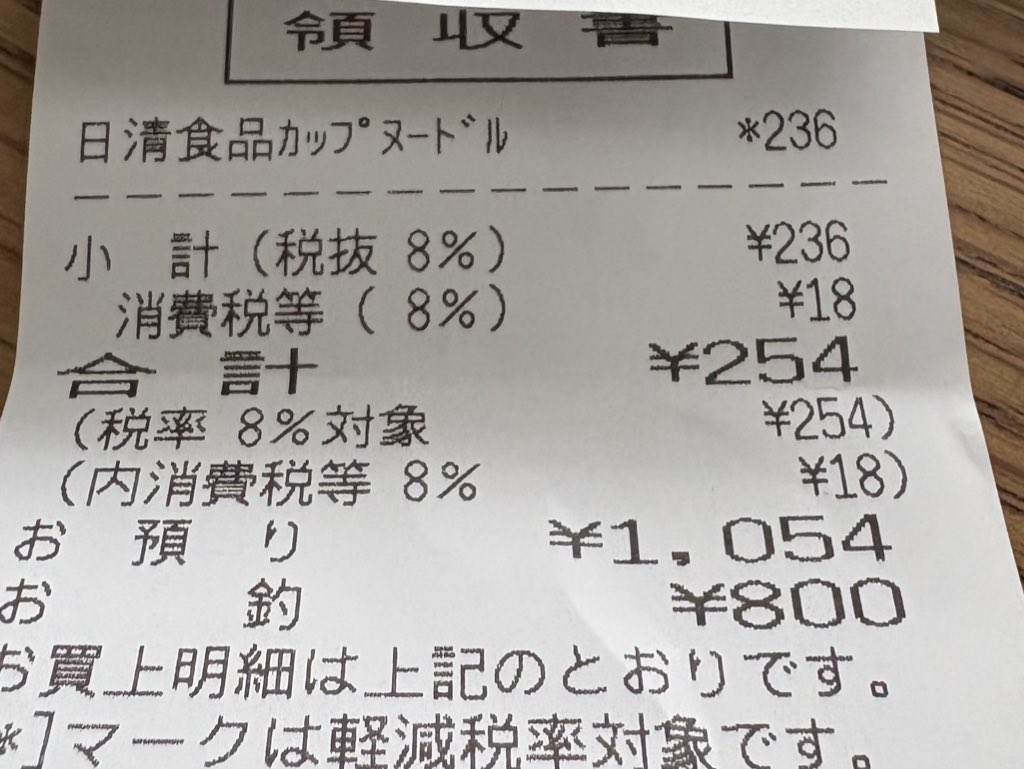 領収書
日清食品ｶｯﾌﾟﾇｰﾄﾞﾙ *236
小 計 (税抜 8%) ¥236
消費税等 ( 8%) ¥18
合 計 ¥254
(税率 8%対象 ¥254)
(内消費税等 8% ¥18)
お 預 り ¥1,054
お 釣 ¥800
お買上明細は上記のとおりです。
*]マークは軽減税率対象です。